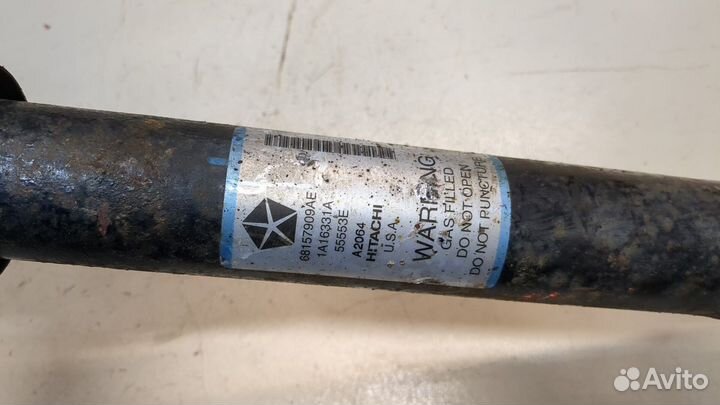 68157909AE
1A16331A
55553E
A2064
HITACHI
U.S.A.
WARNING
GAS FILLED
DO NOT OPEN
DO NOT PUNCTURE
Avito